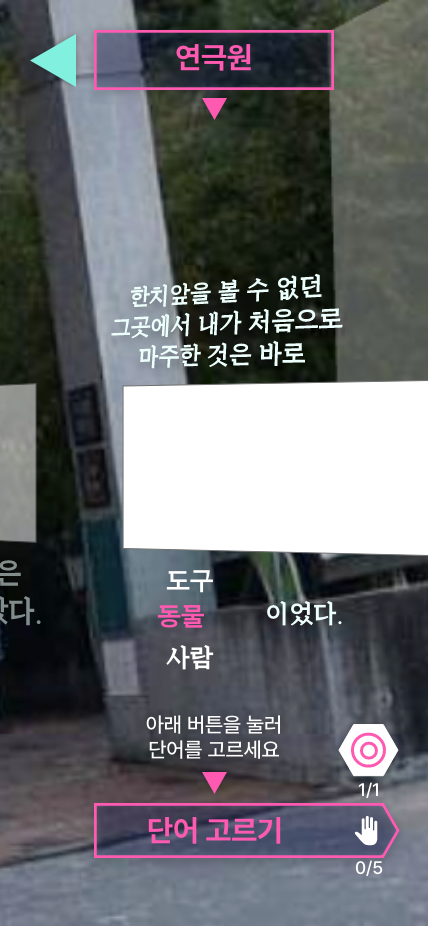 연극원
한치앞을 볼 수 없던
그곳에서 내가 처음으로
마주한 것은 바로
은
다.
도구
동물 이었다.
사람
아래 버튼을 눌러
단어를 고르세요
1/1
단어 고르기
0/5